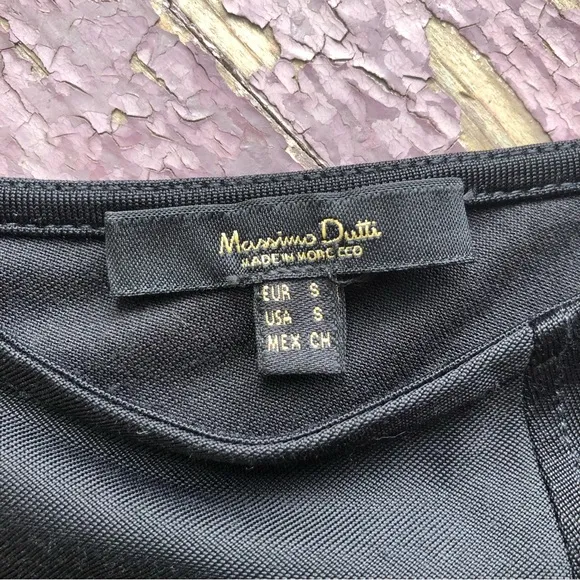 Massimo Dutti
MADE IN MOROCCO
EUR S
USA S
MEX CH